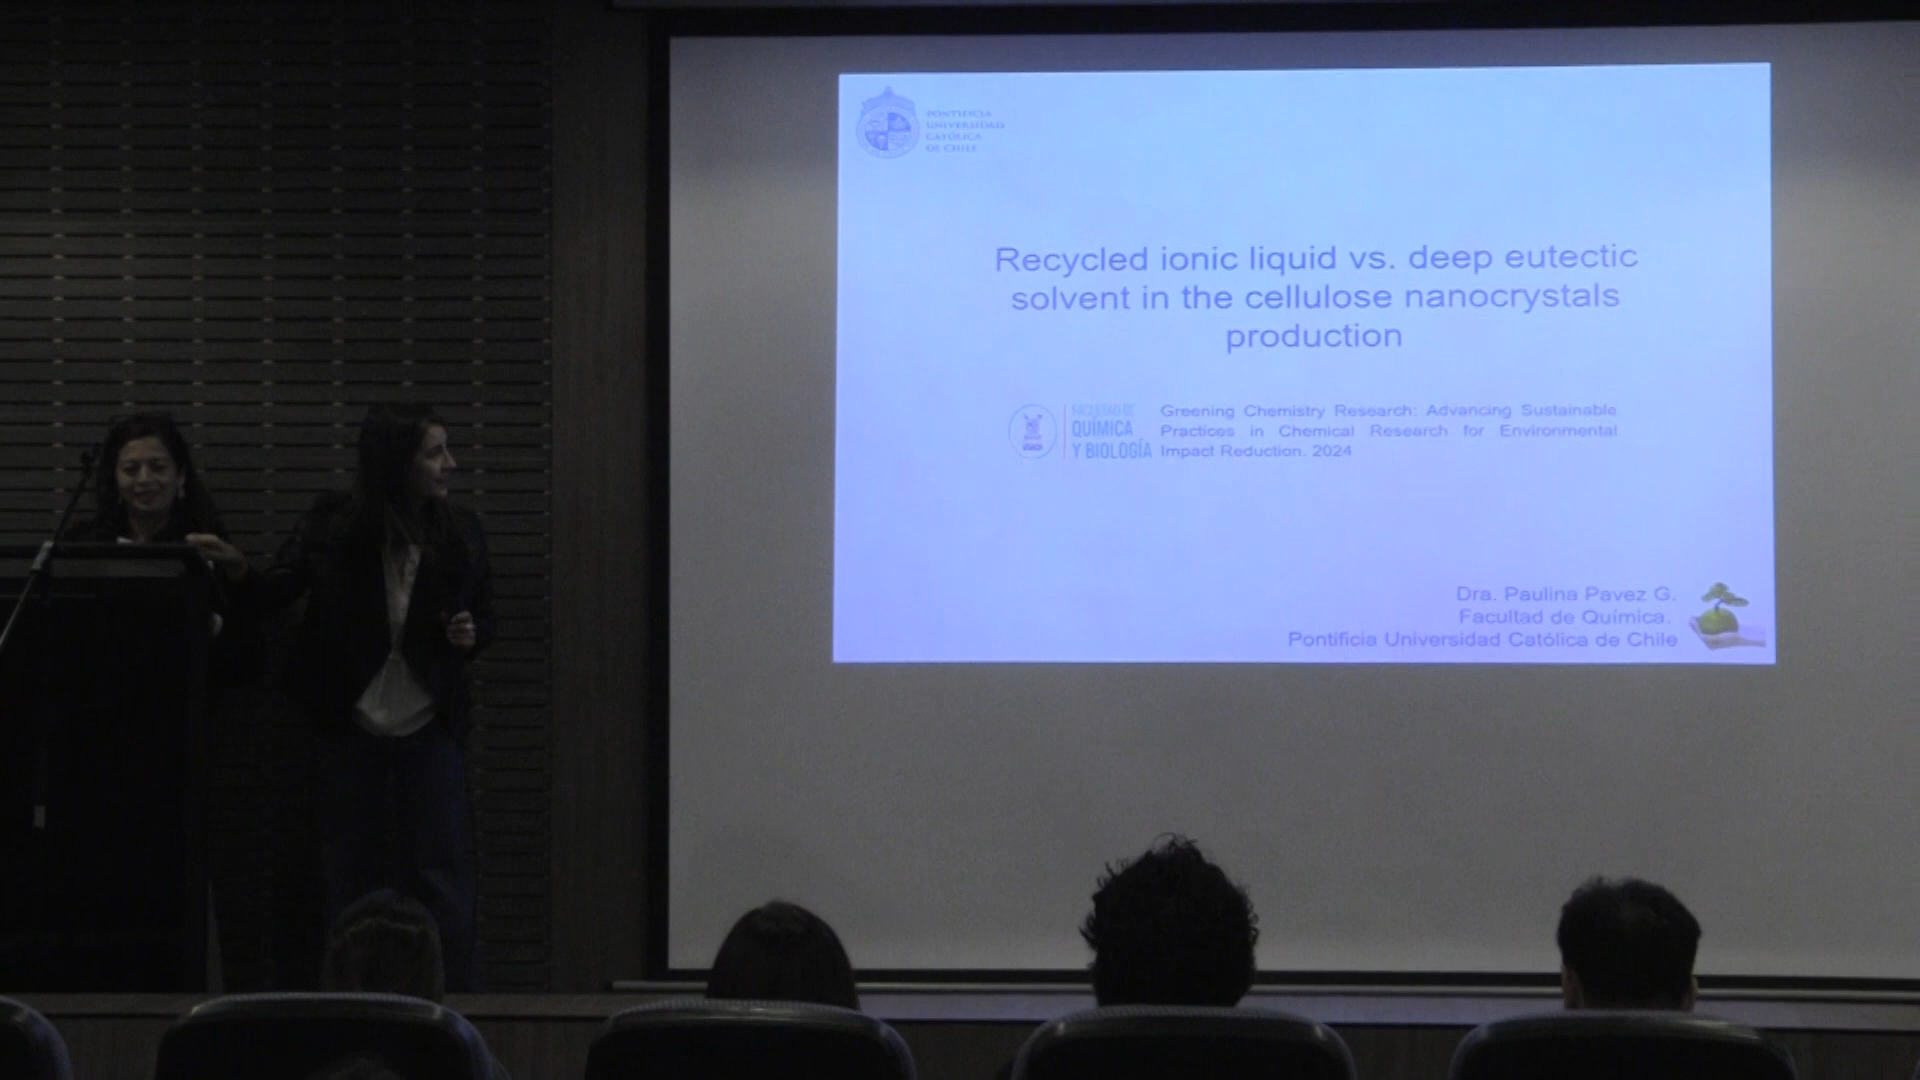 PONTIFICIA
UNIVERSIDAD
CATÓLICA
DE CHILE
Recycled ionic liquid vs. deep eutectic
solvent in the cellulose nanocrystals
production
FACULTAD DE
QUÍMICA
Y BIOLOGÍA
Greening Chemistry Research: Advancing Sustainable
Practices in Chemical Research for Environmental
Impact Reduction. 2024
Dra. Paulina Pavez G.
Facultad de Química.
Pontificia Universidad Católica de Chile